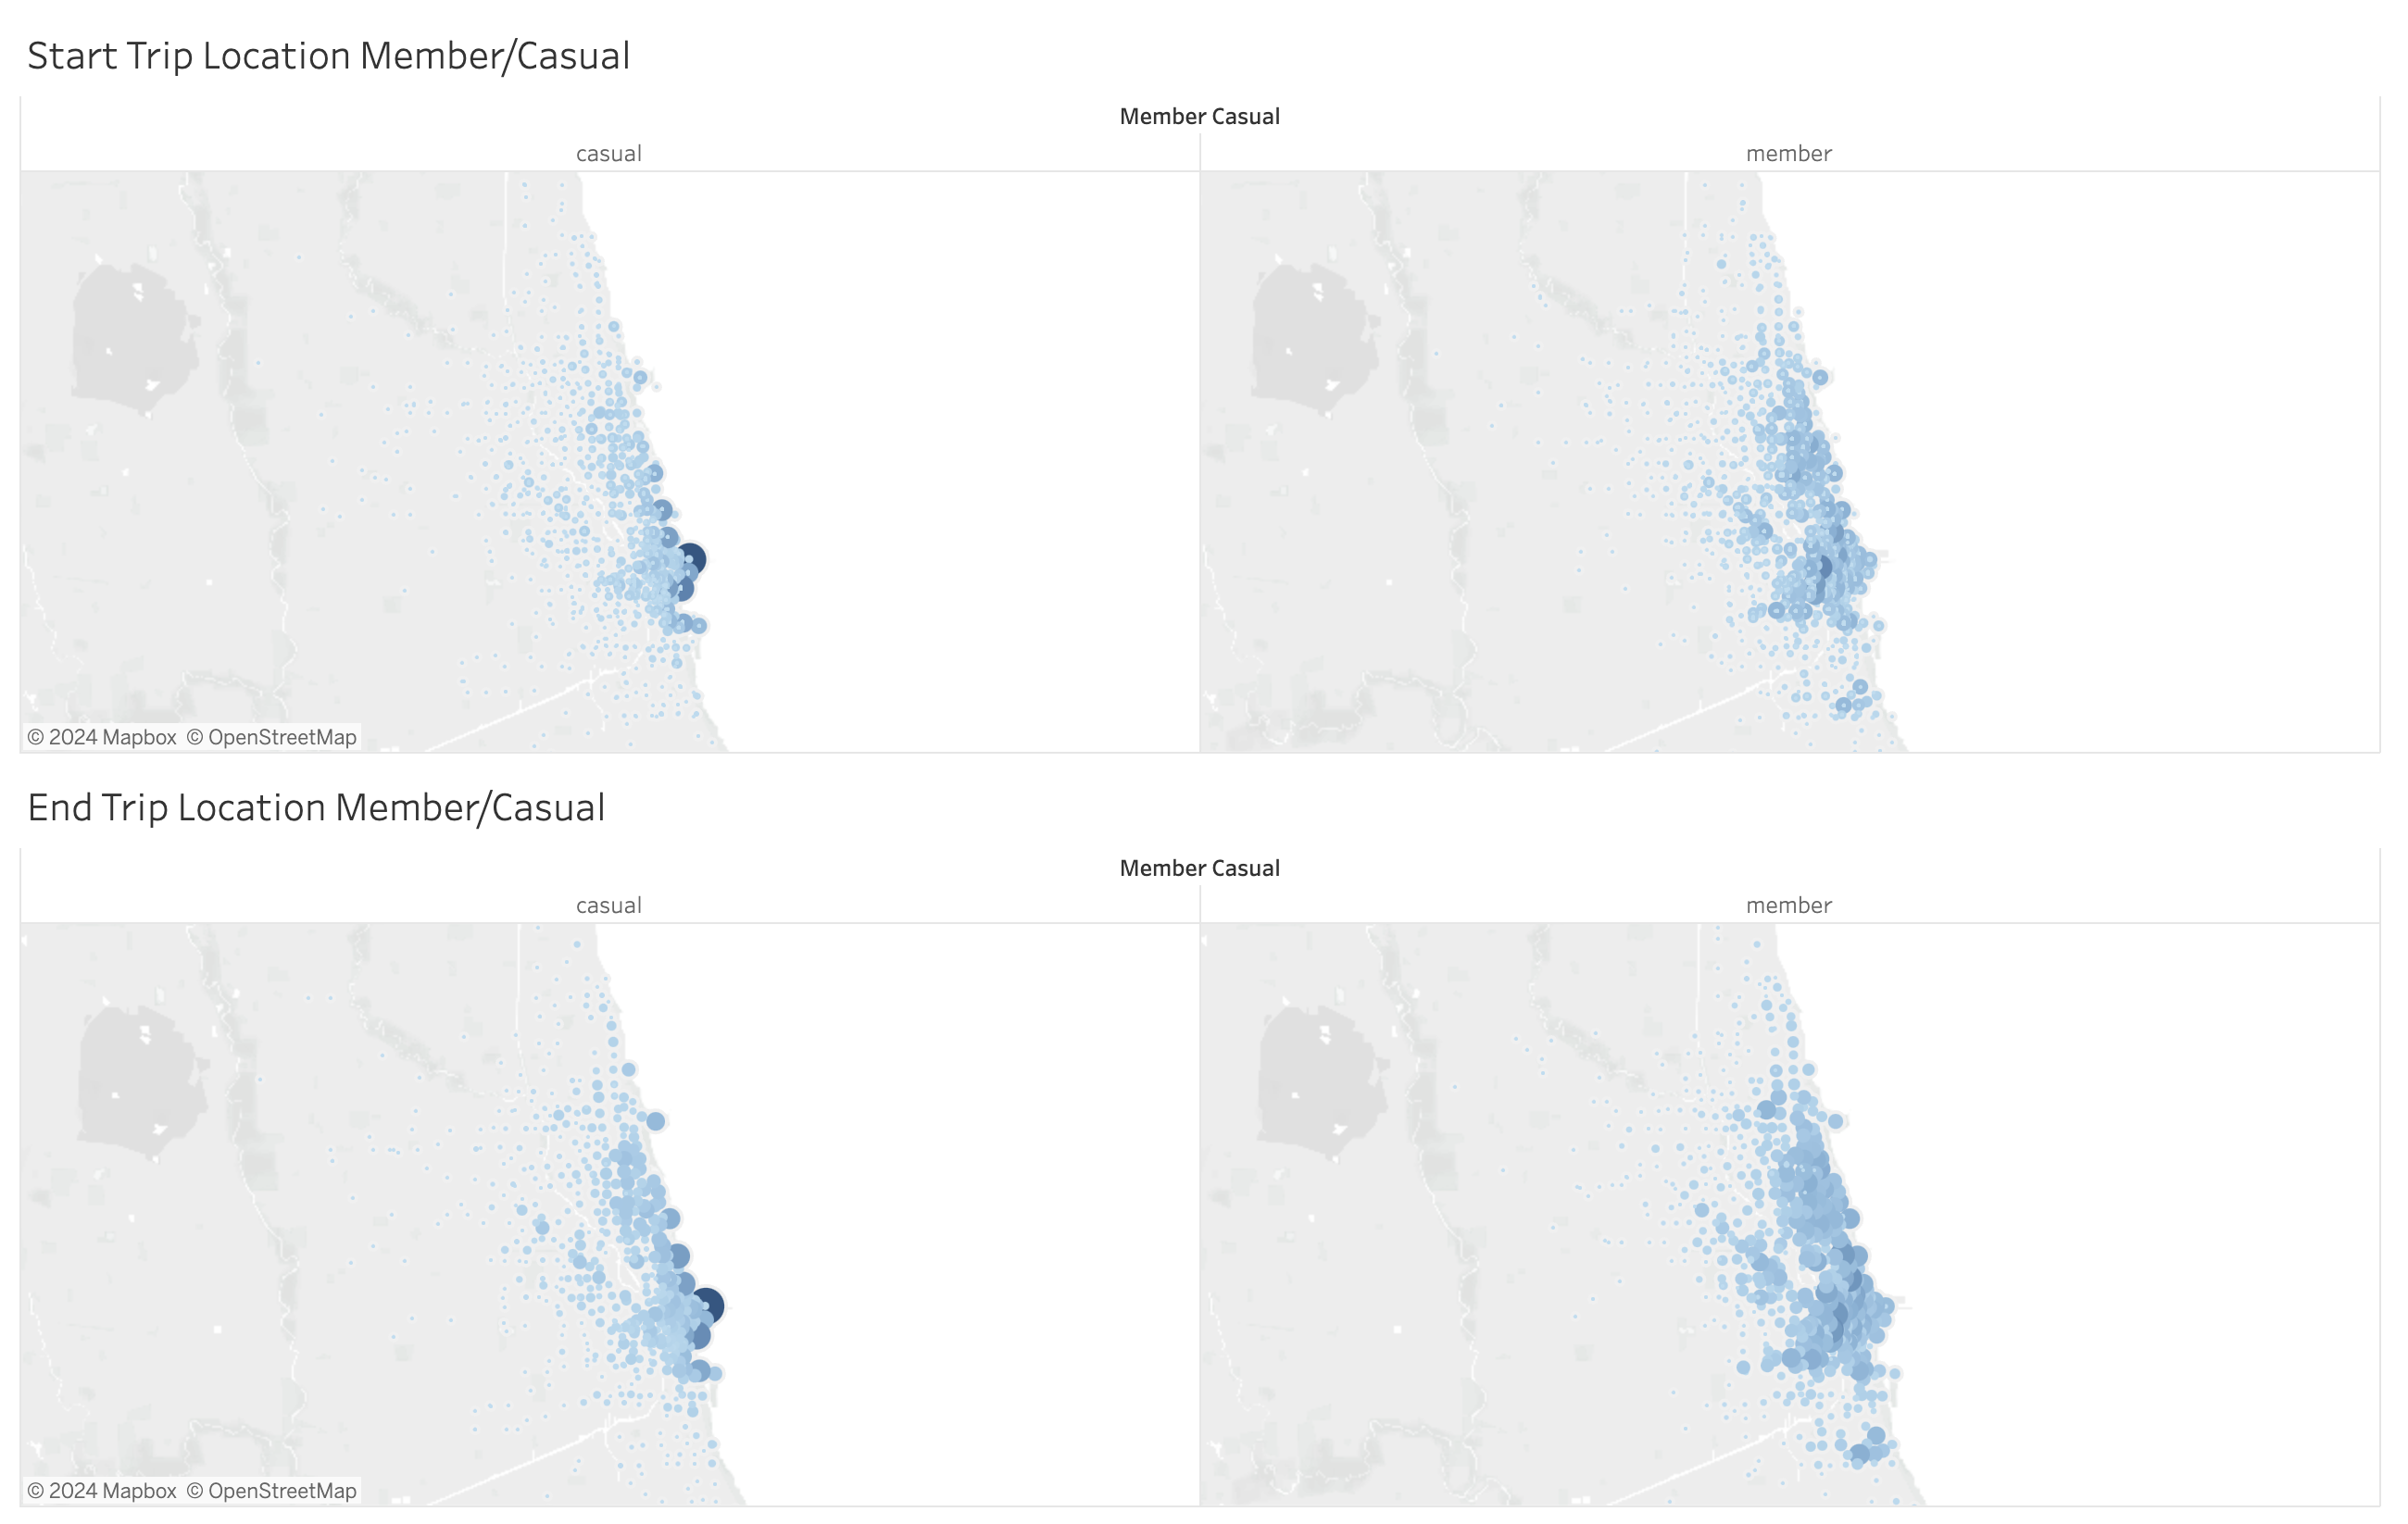 Start Trip Location Member/Casual
Member Casual
casual
member
© 2024 Mapbox © OpenStreetMap
End Trip Location Member/Casual
Member Casual
casual
member
© 2024 Mapbox © OpenStreetMap